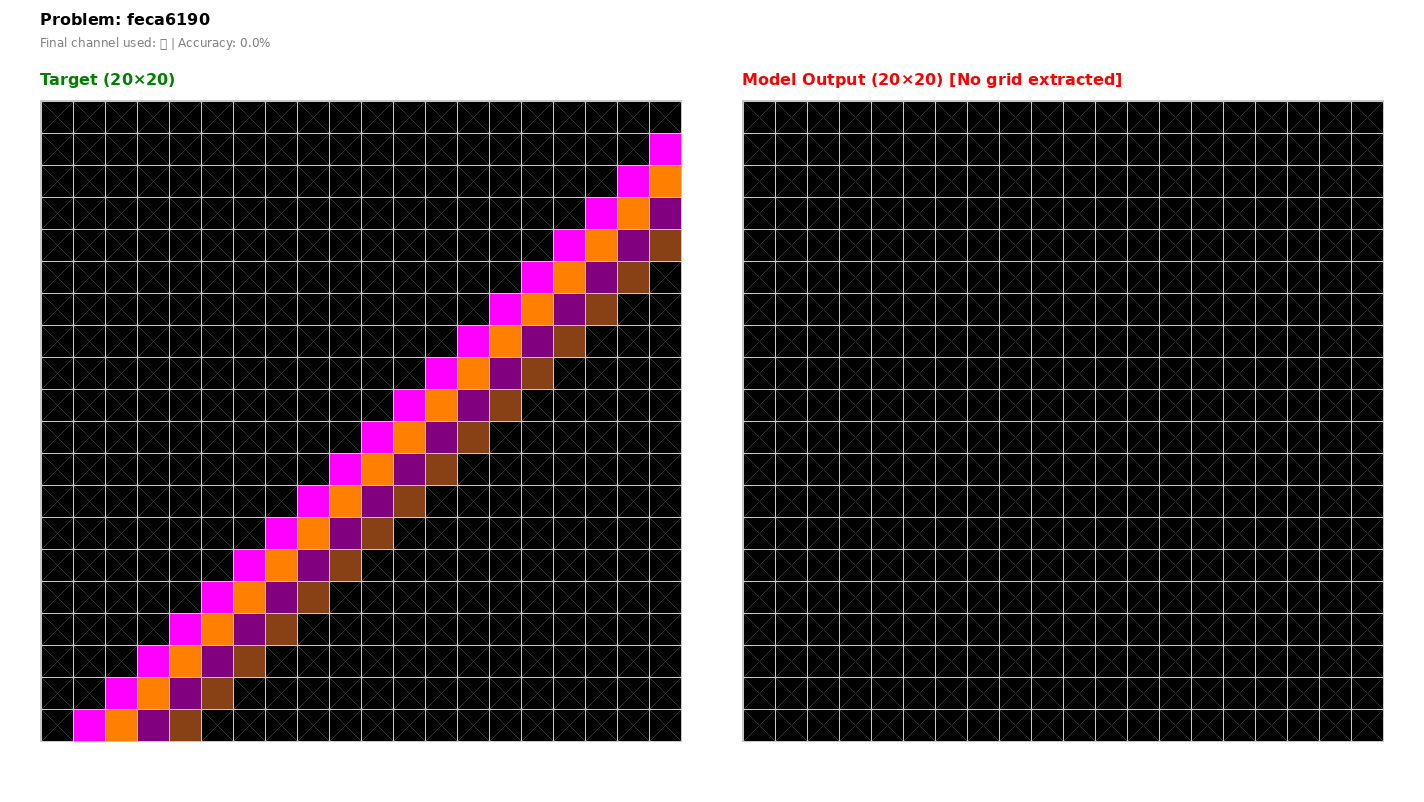 Problem: feca6190
Final channel used: | Accuracy: 0.0%
Target (20×20)
Model Output (20×20) [No grid extracted]